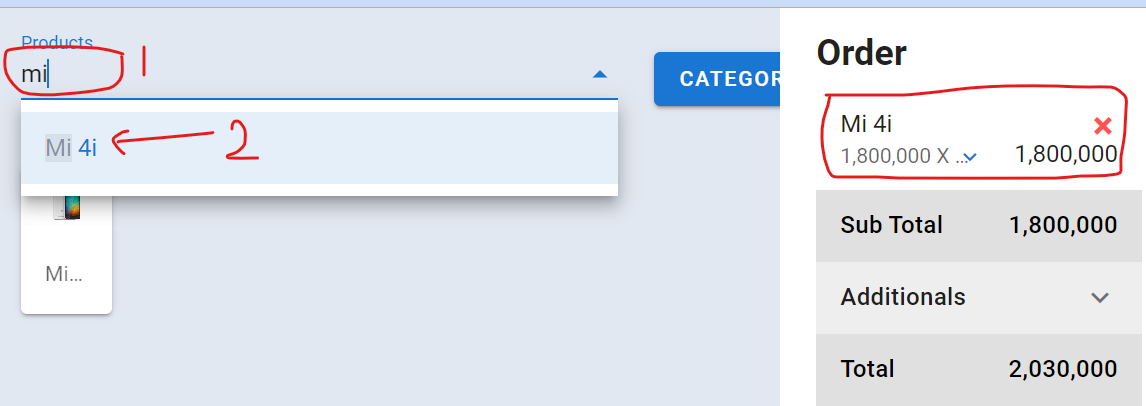 Products
mi
1
CATEGOR
Mi 4i
2
Mi...
Order
Mi 4i
1,800,000 X ...
1,800,000
Sub Total 1,800,000
Additionals
Total 2,030,000